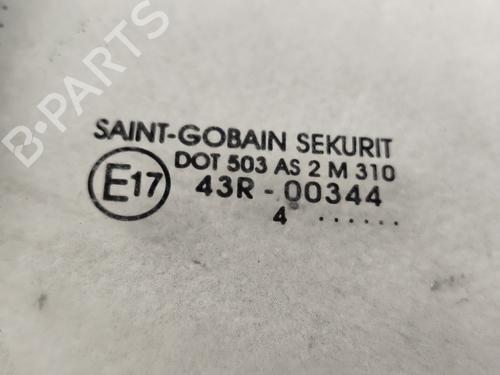 B-PARTS
SAINT-GOBAIN SEKURIT
DOT 503 AS 2 M 310
E17 43R - 00344
4 ......